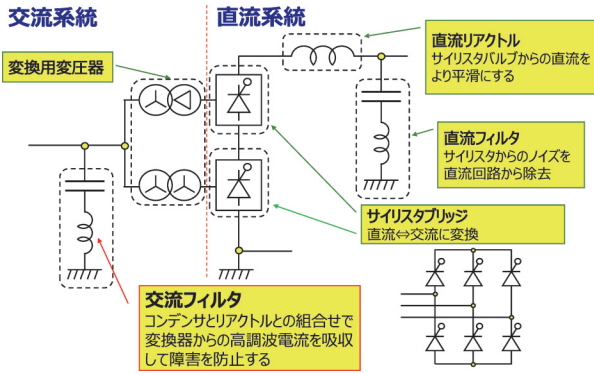 交流系統
直流系統
変換用変圧器
直流リアクトル
サイリスタバルブからの直流を
より平滑にする
直流フィルタ
サイリスタからのノイズを
直流回路から除去
サイリスタブリッジ
直流⇔交流に変換
交流フィルタ
コンデンサとリアクトルとの組合せで
変換器からの高調波電流を吸収
して障害を防止する